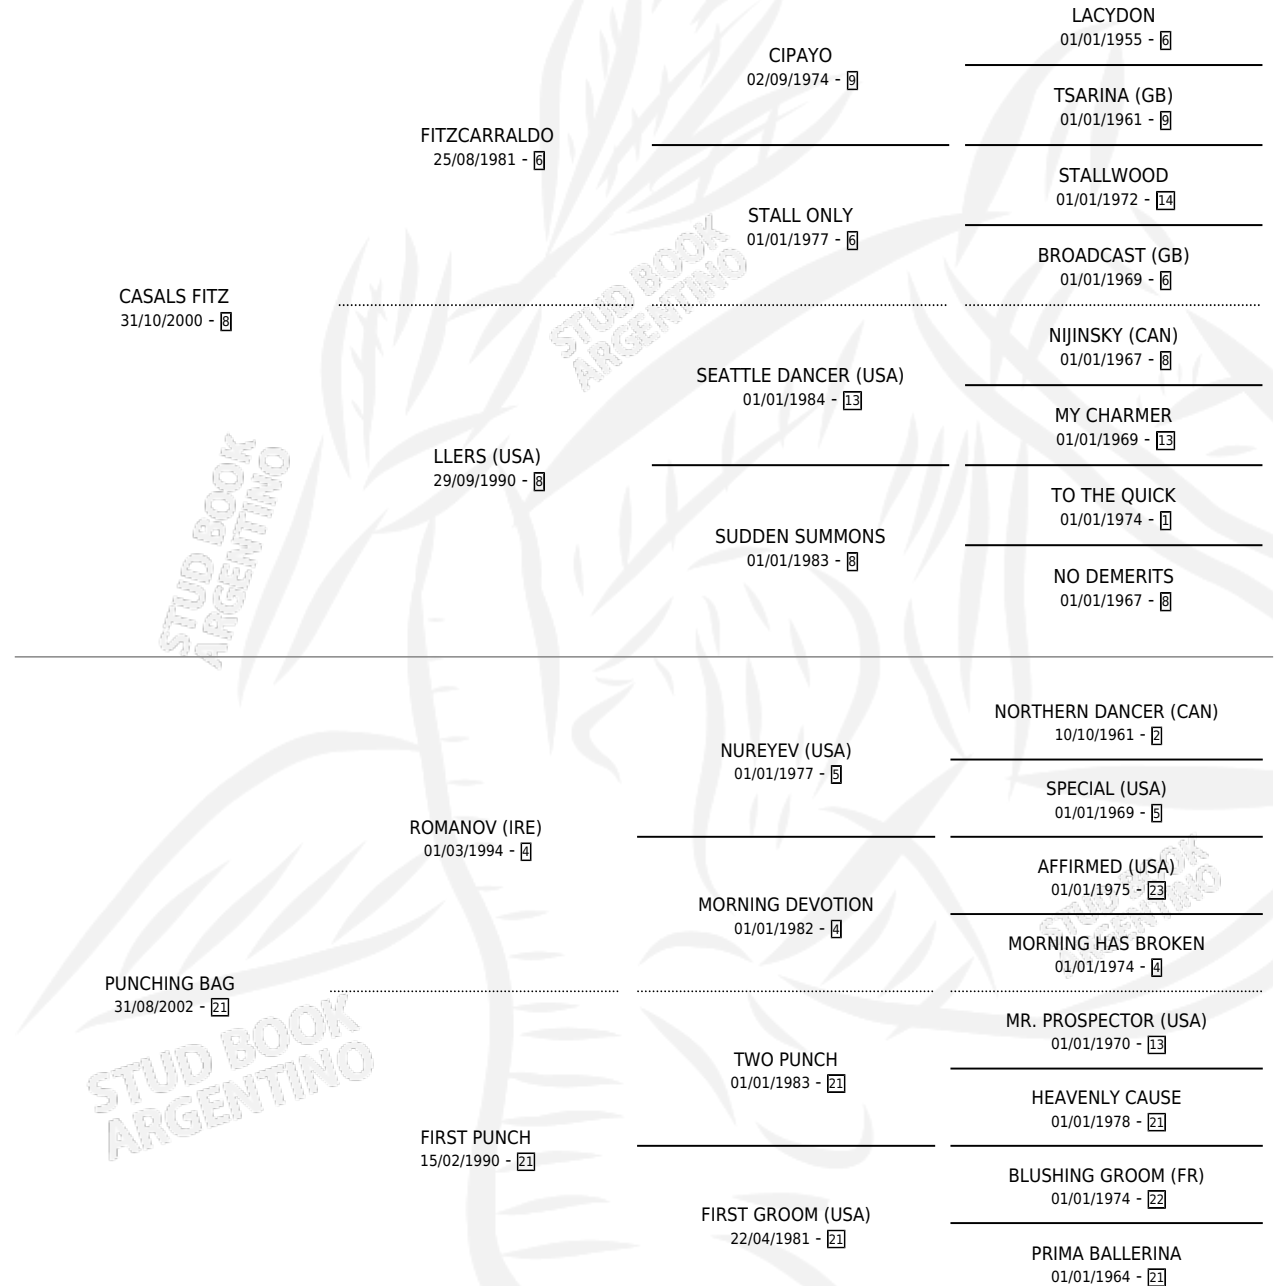 LACYDON
01/01/1955 - 6
CIPAYO
02/09/1974 - 9
TSARINA (GB)
01/01/1961 - 9
FITZCARRALDO
25/08/1981 - 6
STALLWOOD
01/01/1972 - 14
STALL ONLY
01/01/1977 - 6
BROADCAST (GB)
01/01/1969 - 6
CASALS FITZ
31/10/2000 - 8
NIJINSKY (CAN)
01/01/1967 - 8
SEATTLE DANCER (USA)
01/01/1984 - 13
MY CHARMER
01/01/1969 - 13
LLERS (USA)
29/09/1990 - 8
TO THE QUICK
01/01/1974 - 1
SUDDEN SUMMONS
01/01/1983 - 8
NO DEMERITS
01/01/1967 - 8
STUD BOOK
ARGENTINO
STUD BOOK
ARGENTINO
NORTHERN DANCER (CAN)
10/10/1961 - 2
NUREYEV (USA)
01/01/1977 - 5
SPECIAL (USA)
01/01/1969 - 5
ROMANOV (IRE)
01/03/1994 - 4
AFFIRMED (USA)
01/01/1975 - 23
MORNING DEVOTION
01/01/1982 - 4
MORNING HAS BROKEN
01/01/1974 - 4
STUD BOOK
ARGENTINO
PUNCHING BAG
31/08/2002 - 21
MR. PROSPECTOR (USA)
01/01/1970 - 13
TWO PUNCH
01/01/1983 - 21
HEAVENLY CAUSE
01/01/1978 - 21
STUD BOOK
ARGENTINO
FIRST PUNCH
15/02/1990 - 21
BLUSHING GROOM (FR)
01/01/1974 - 22
FIRST GROOM (USA)
22/04/1981 - 21
PRIMA BALLERINA
01/01/1964 - 21